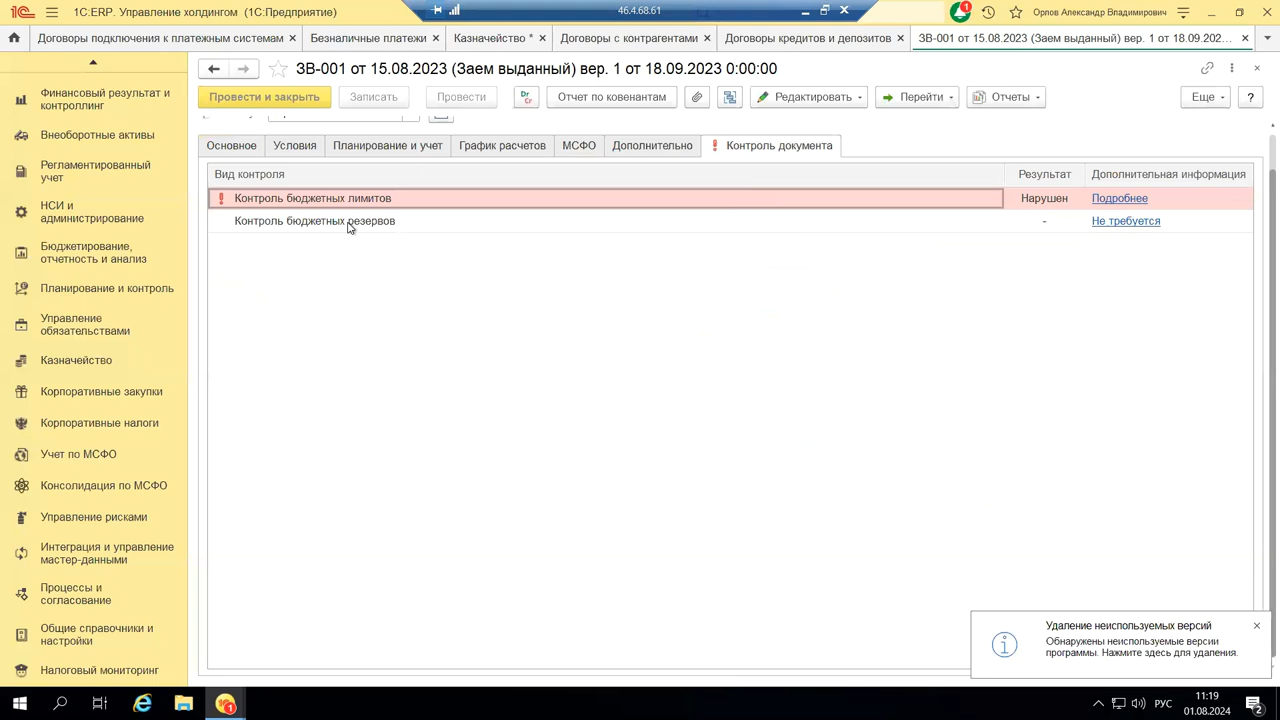 1С:ERP. Управление холдингом (1С:Предприятие)
46.4.68.61
1
Орлов Александр Владимирович
Договоры подключения к платежным системам
Безналичные платежи
Казначейство *
Договоры с контрагентами
Договоры кредитов и депозитов
ЗВ-001 от 15.08.2023 (Заем выданный) вер. 1 от 18.09.202...
ЗВ-001 от 15.08.2023 (Заем выданный) вер. 1 от 18.09.2023 0:00:00
Провести и закрыть
Записать
Провести
Dr
Cr
Отчет по ковенантам
Редактировать
Перейти
Отчеты
Еще
?
Основное
Условия
Планирование и учет
График расчетов
МСФО
Дополнительно
Контроль документа
Вид контроля
Результат
Дополнительная информация
Контроль бюджетных лимитов
Нарушен
Подробнее
Контроль бюджетных резервов
-
Не требуется
Финансовый результат и
контроллинг
Внеоборотные активы
Регламентированный
учет
НСИ и
администрирование
Бюджетирование,
отчетность и анализ
Планирование и контроль
Управление
обязательствами
Казначейство
Корпоративные закупки
Корпоративные налоги
Учет по МСФО
Консолидация по МСФО
Управление рисками
Интеграция и управление
мастер-данными
Процессы и
согласование
Общие справочники и
настройки
Налоговый мониторинг
Удаление неиспользуемых версий
Обнаружены неиспользуемые версии
программы. Нажмите здесь для удаления.
1
РУС
11:19
01.08.2024
2